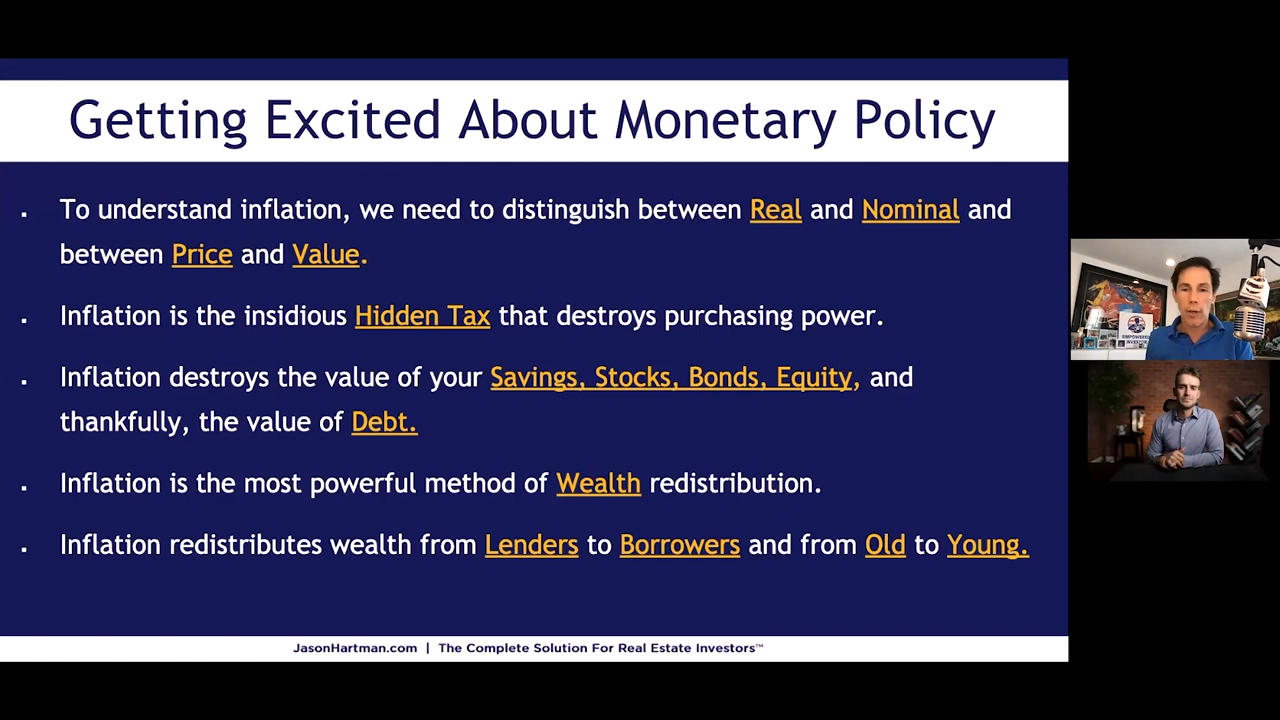 Getting Excited About Monetary Policy
To understand inflation, we need to distinguish between Real and Nominal and
between Price and Value.
Inflation is the insidious Hidden Tax that destroys purchasing power.
Inflation destroys the value of your Savings, Stocks, Bonds, Equity, and
thankfully, the value of Debt.
Inflation is the most powerful method of Wealth redistribution.
Inflation redistributes wealth from Lenders to Borrowers and from Old to Young.
JasonHartman.com | The Complete Solution For Real Estate Investors™
EMPOWERED
INVESTOR